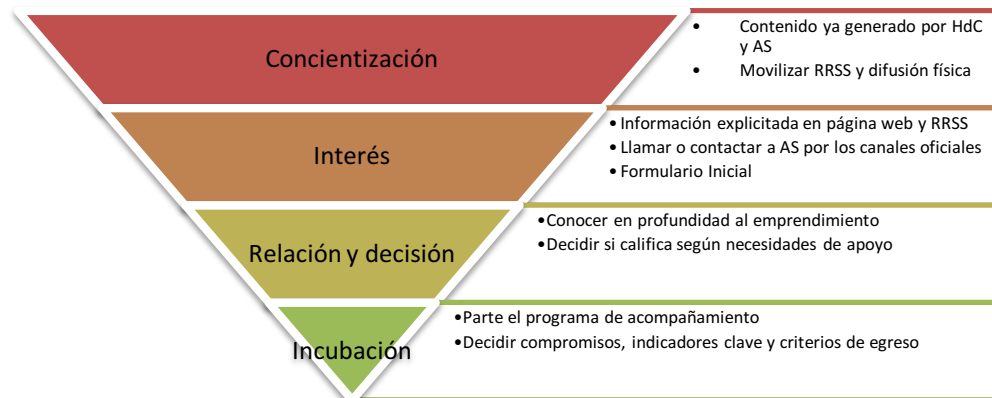 Concientización
• Contenido ya generado por HdC
y AS
• Movilizar RRSS y difusión física
Interés
• Información explicitada en página web y RRSS
• Llamar o contactar a AS por los canales oficiales
• Formulario Inicial
Relación y decisión
• Conocer en profundidad al emprendimiento
• Decidir si califica según necesidades de apoyo
Incubación
• Parte el programa de acompañamiento
• Decidir compromisos, indicadores clave y criterios de egreso